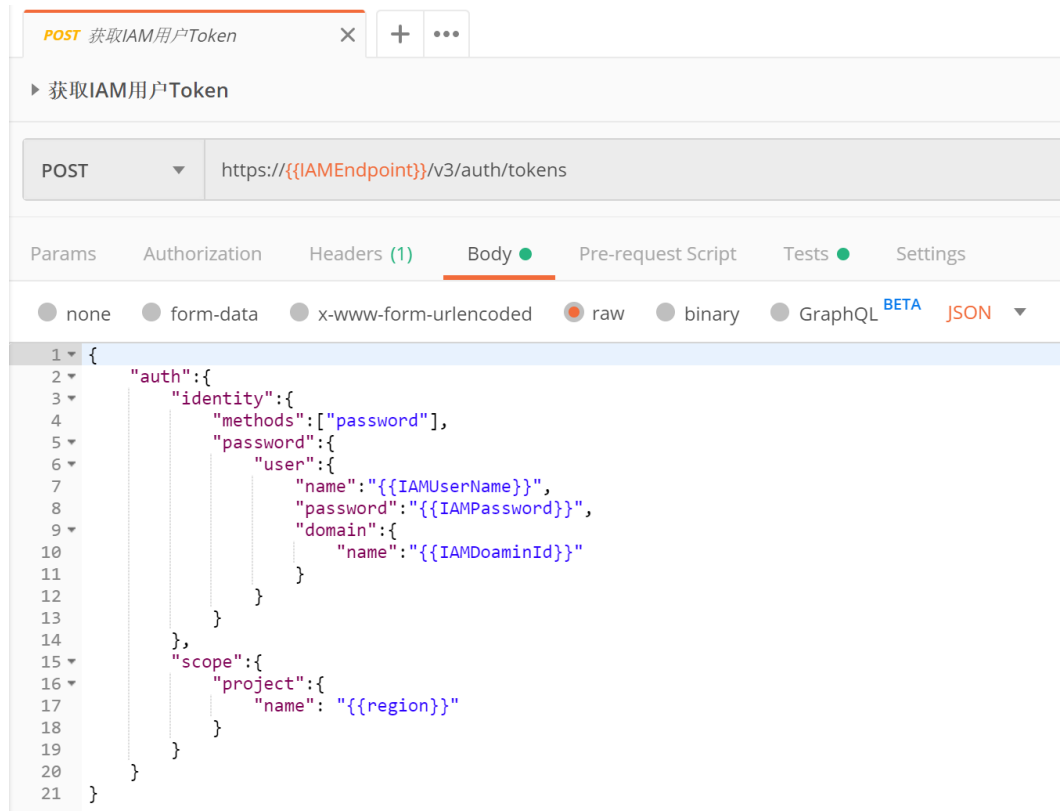 POST 获取IAM用户Token
获取IAM用户Token
POST https://{{IAMEndpoint}}/v3/auth/tokens
Params Authorization Headers (1) Body Pre-request Script Tests Settings
none form-data x-www-form-urlencoded raw binary GraphQL BETA JSON
1 {
2 "auth":{
3 "identity":{
4 "methods":["password"],
5 "password":{
6 "user":{
7 "name":"{{IAMUserName}}",
8 "password":"{{IAMPassword}}",
9 "domain":{
10 "name":"{{IAMDoaminId}}"
11 }
12 }
13 }
14 },
15 "scope":{
16 "project":{
17 "name": "{{region}}"
18 }
19 }
20 }
21 }